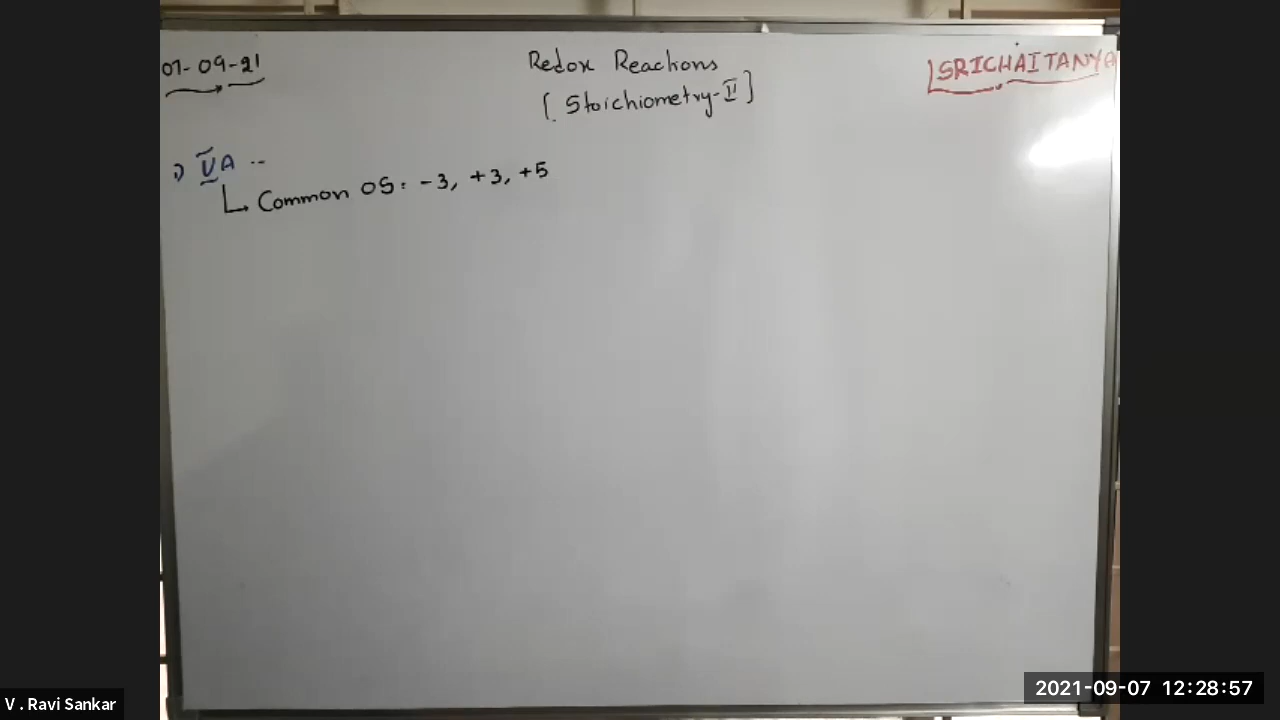 07-09-21
Redox Reactions
[Stoichiometry-II]
SRICHAITANYA
1) VA ..
Common OS: -3, +3, +5
V . Ravi Sankar
2021-09-07 12:28:57